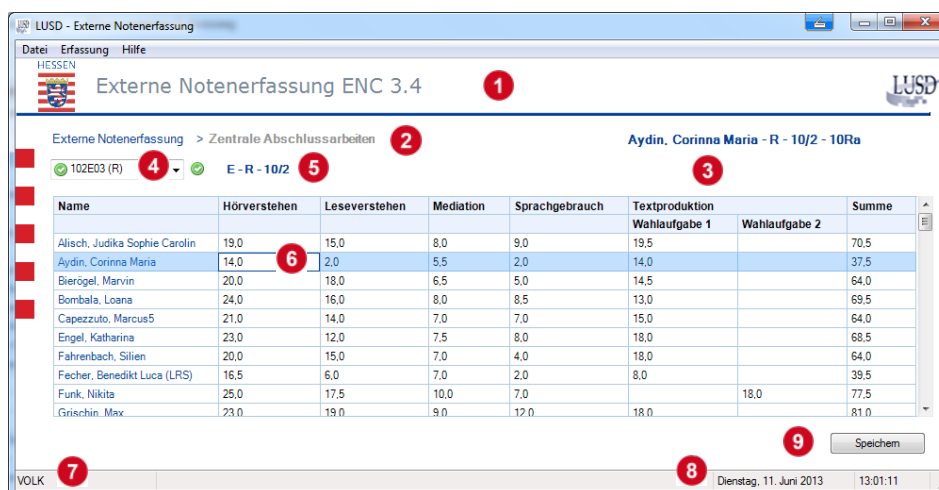 LUSD - Externe Notenerfassung
Datei Erfassung Hilfe
HESSEN
Externe Notenerfassung ENC 3.4
1
LUSD
Externe Notenerfassung > Zentrale Abschlussarbeiten
2
Aydin, Corinna Maria - R - 10/2 - 10Ra
102E03 (R)
4
E - R - 10/2
5
3
Name Hörverstehen Leseverstehen Mediation Sprachgebrauch Textproduktion Summe
Wahlaufgabe 1 Wahlaufgabe 2
Alisch, Judika Sophie Carolin 19,0 15,0 8,0 9,0 19,5 70,5
Aydin, Corinna Maria 14,0 6 2,0 5,5 2,0 14,0 37,5
Bierögel, Marvin 20,0 18,0 6,5 5,0 14,5 64,0
Bombala, Loana 24,0 16,0 8,0 8,5 13,0 69,5
Capezzuto, Marcus5 21,0 14,0 7,0 7,0 15,0 64,0
Engel, Katharina 23,0 12,0 7,5 8,0 18,0 68,5
Fahrenbach, Silien 20,0 15,0 7,0 4,0 18,0 64,0
Fecher, Benedikt Luca (LRS) 16,5 6,0 7,0 2,0 8,0 39,5
Funk, Nikita 25,0 17,5 10,0 7,0 18,0 77,5
Grischin, Max 23,0 19,0 9,0 12,0 18,0 81,0
9
Speichern
VOLK
7
8
Dienstag, 11. Juni 2013 13:01:11